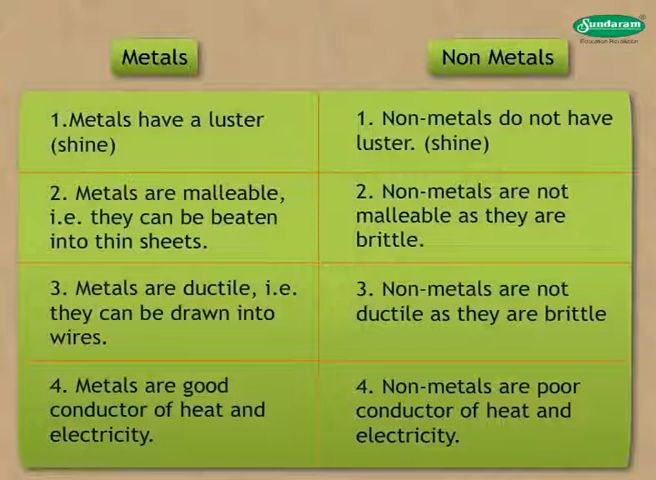 Sundaram
Education Revolution
Metals
Non Metals
1.Metals have a luster
(shine)
1. Non-metals do not have
luster. (shine)
2. Metals are malleable,
i.e. they can be beaten
into thin sheets.
2. Non-metals are not
malleable as they are
brittle.
3. Metals are ductile, i.e.
they can be drawn into
wires.
3. Non-metals are not
ductile as they are brittle
4. Metals are good
conductor of heat and
electricity.
4. Non-metals are poor
conductor of heat and
electricity.